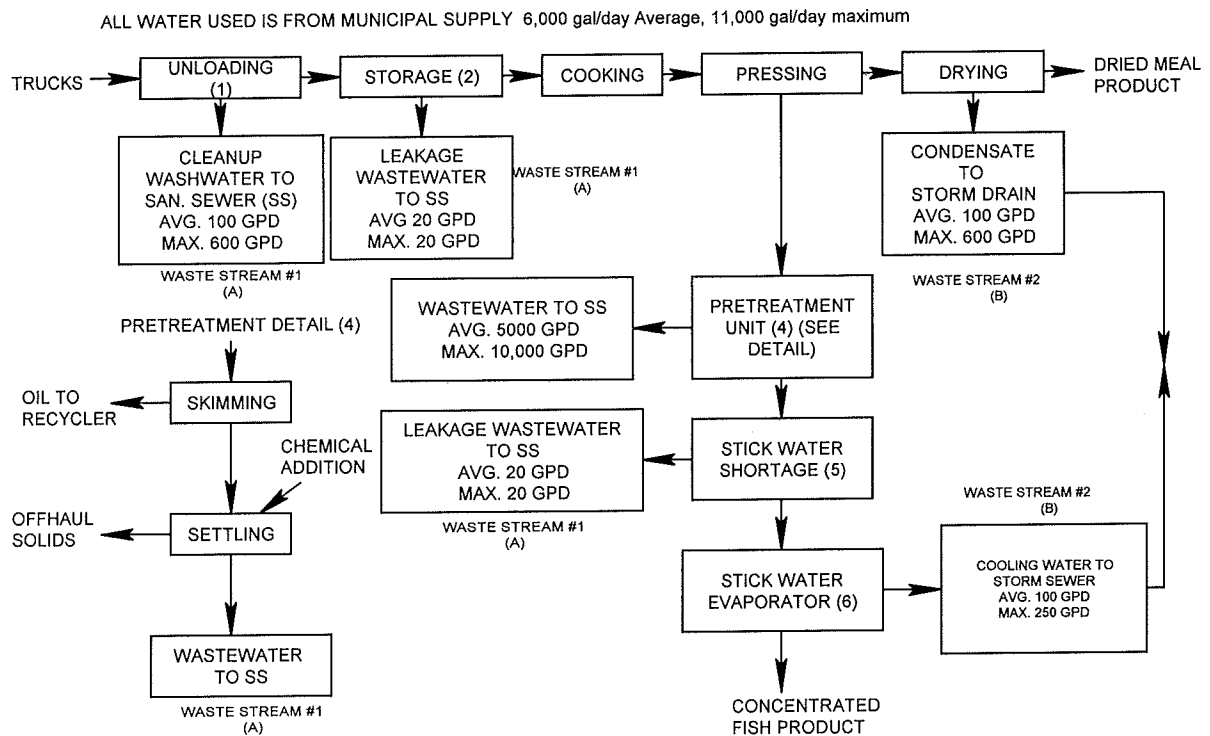 ALL WATER USED IS FROM MUNICIPAL SUPPLY 6,000 gal/day Average, 11,000 gal/day maximum
TRUCKS
UNLOADING
(1)
STORAGE (2)
COOKING
PRESSING
DRYING
DRIED MEAL
PRODUCT
CLEANUP
WASHWATER TO
SAN. SEWER (SS)
AVG. 100 GPD
MAX. 600 GPD
WASTE STREAM #1
(A)
LEAKAGE
WASTEWATER
TO SS
AVG 20 GPD
MAX. 20 GPD
WASTE STREAM #1
(A)
CONDENSATE
TO
STORM DRAIN
AVG. 100 GPD
MAX. 600 GPD
WASTE STREAM #2
(B)
WASTEWATER TO SS
AVG. 5000 GPD
MAX. 10,000 GPD
PRETREATMENT
UNIT (4) (SEE
DETAIL)
PRETREATMENT DETAIL (4)
OIL TO
RECYCLER
SKIMMING
CHEMICAL
ADDITION
OFFHAUL
SOLIDS
SETTLING
WASTEWATER
TO SS
WASTE STREAM #1
(A)
LEAKAGE WASTEWATER
TO SS
AVG. 20 GPD
MAX. 20 GPD
WASTE STREAM #1
(A)
STICK WATER
SHORTAGE (5)
STICK WATER
EVAPORATOR (6)
WASTE STREAM #2
(B)
COOLING WATER TO
STORM SEWER
AVG. 100 GPD
MAX. 250 GPD
CONCENTRATED
FISH PRODUCT